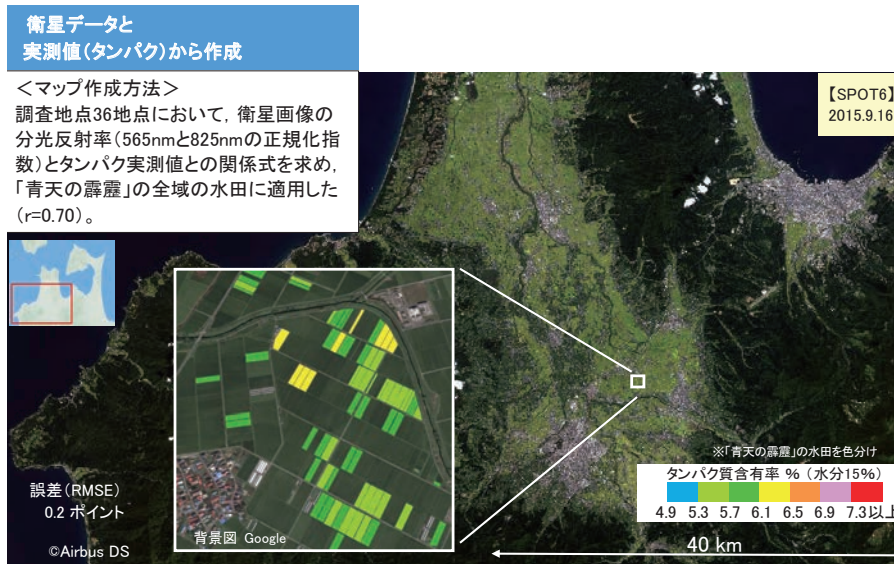 衛星データと
実測値(タンパク)から作成
＜マップ作成方法＞
調査地点36地点において，衛星画像の
分光反射率(565nmと825nmの正規化指
数)とタンパク実測値との関係式を求め，
「青天の霹靂」の全域の水田に適用した
(r=0.70)。
【SPOT6】
2015.9.16
誤差(RMSE)
0.2 ポイント
©Airbus DS
背景図 Google
※「青天の霹靂」の水田を色分け
タンパク質含有率 % (水分15%)
4.9 5.3 5.7 6.1 6.5 6.9 7.3以上
40 km